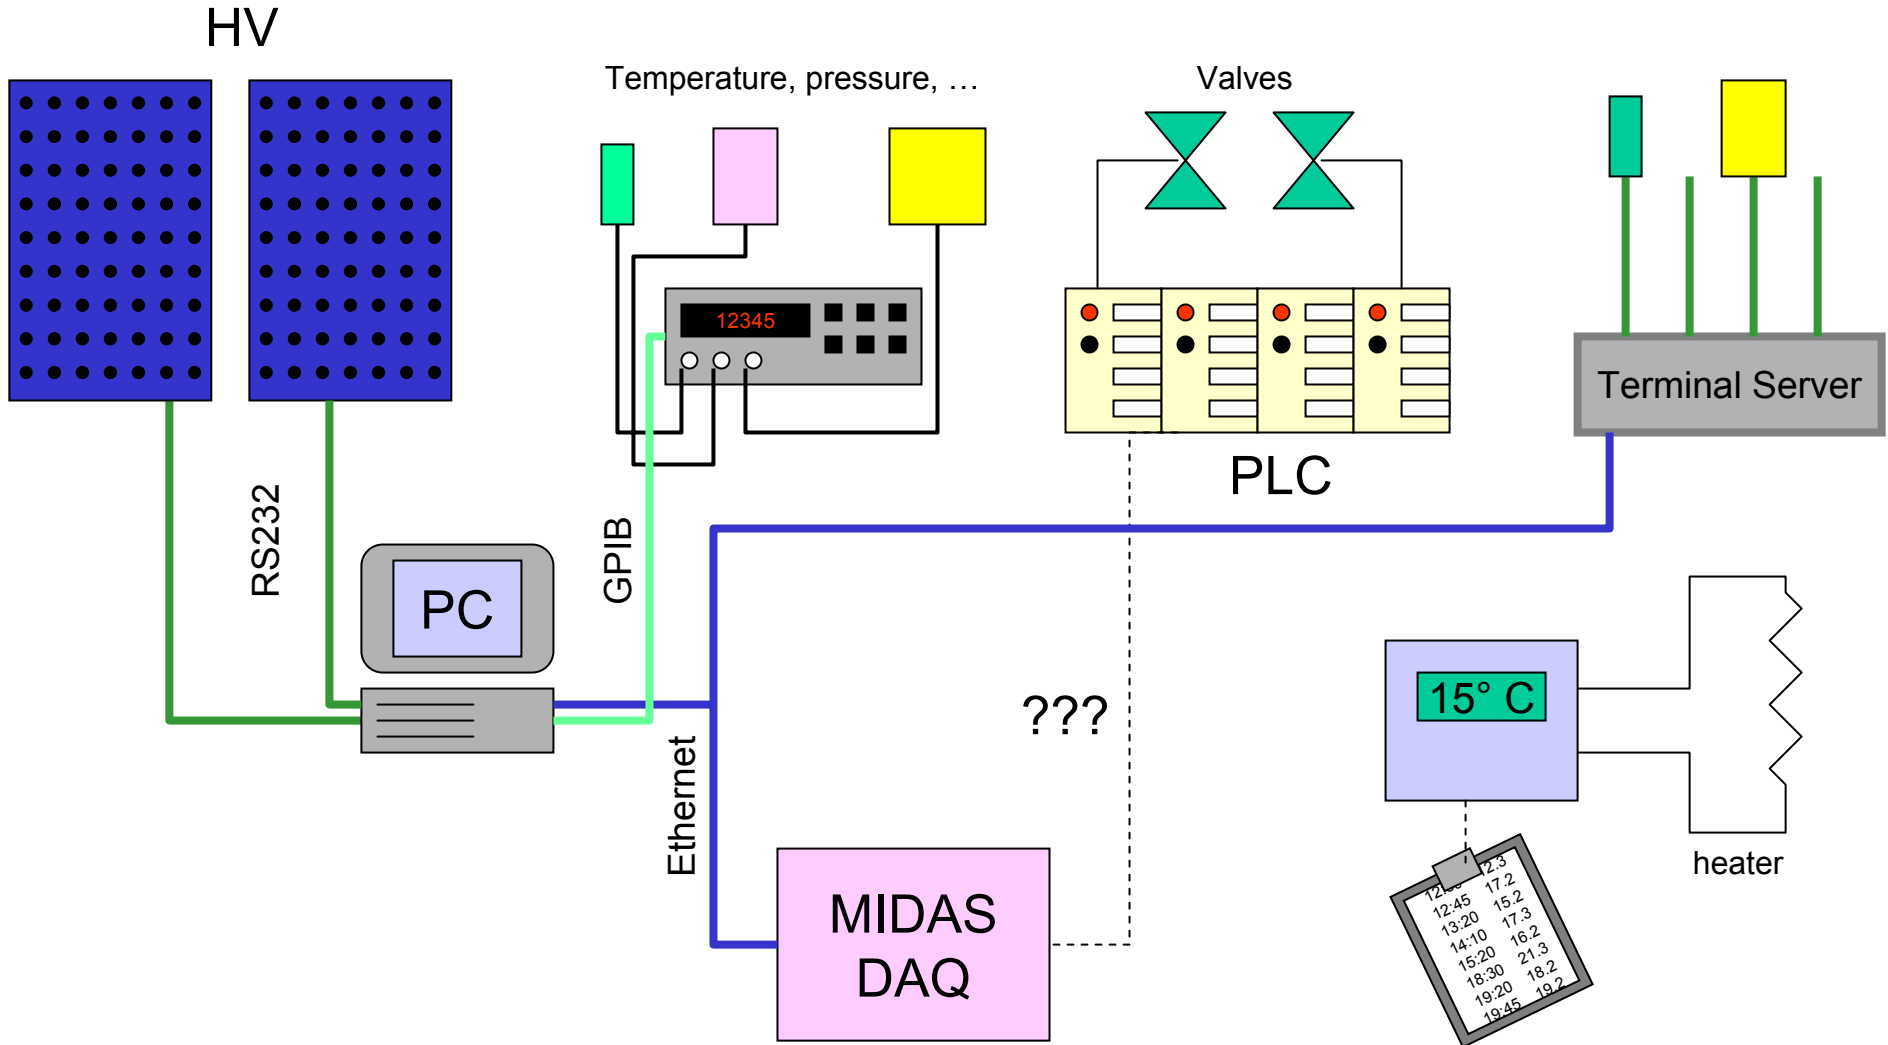 HV
Temperature, pressure, …
Valves
12345
Terminal Server
PLC
RS232
GPIB
PC
15° C
???
Ethernet
heater
MIDAS
DAQ
12.3
12:45 17.2
13:20 15.2
14:10 17.3
15:20 16.2
18:30 21.3
19:20 18.2
19:45 19.2